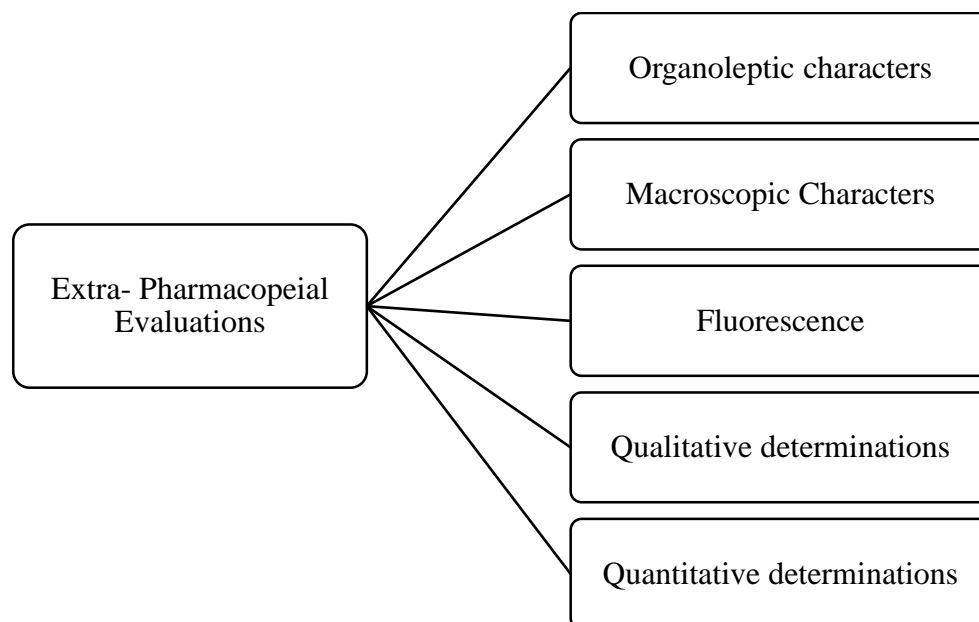 Extra- Pharmacopeial
Evaluations
Organoleptic characters
Macroscopic Characters
Fluorescence
Qualitative determinations
Quantitative determinations